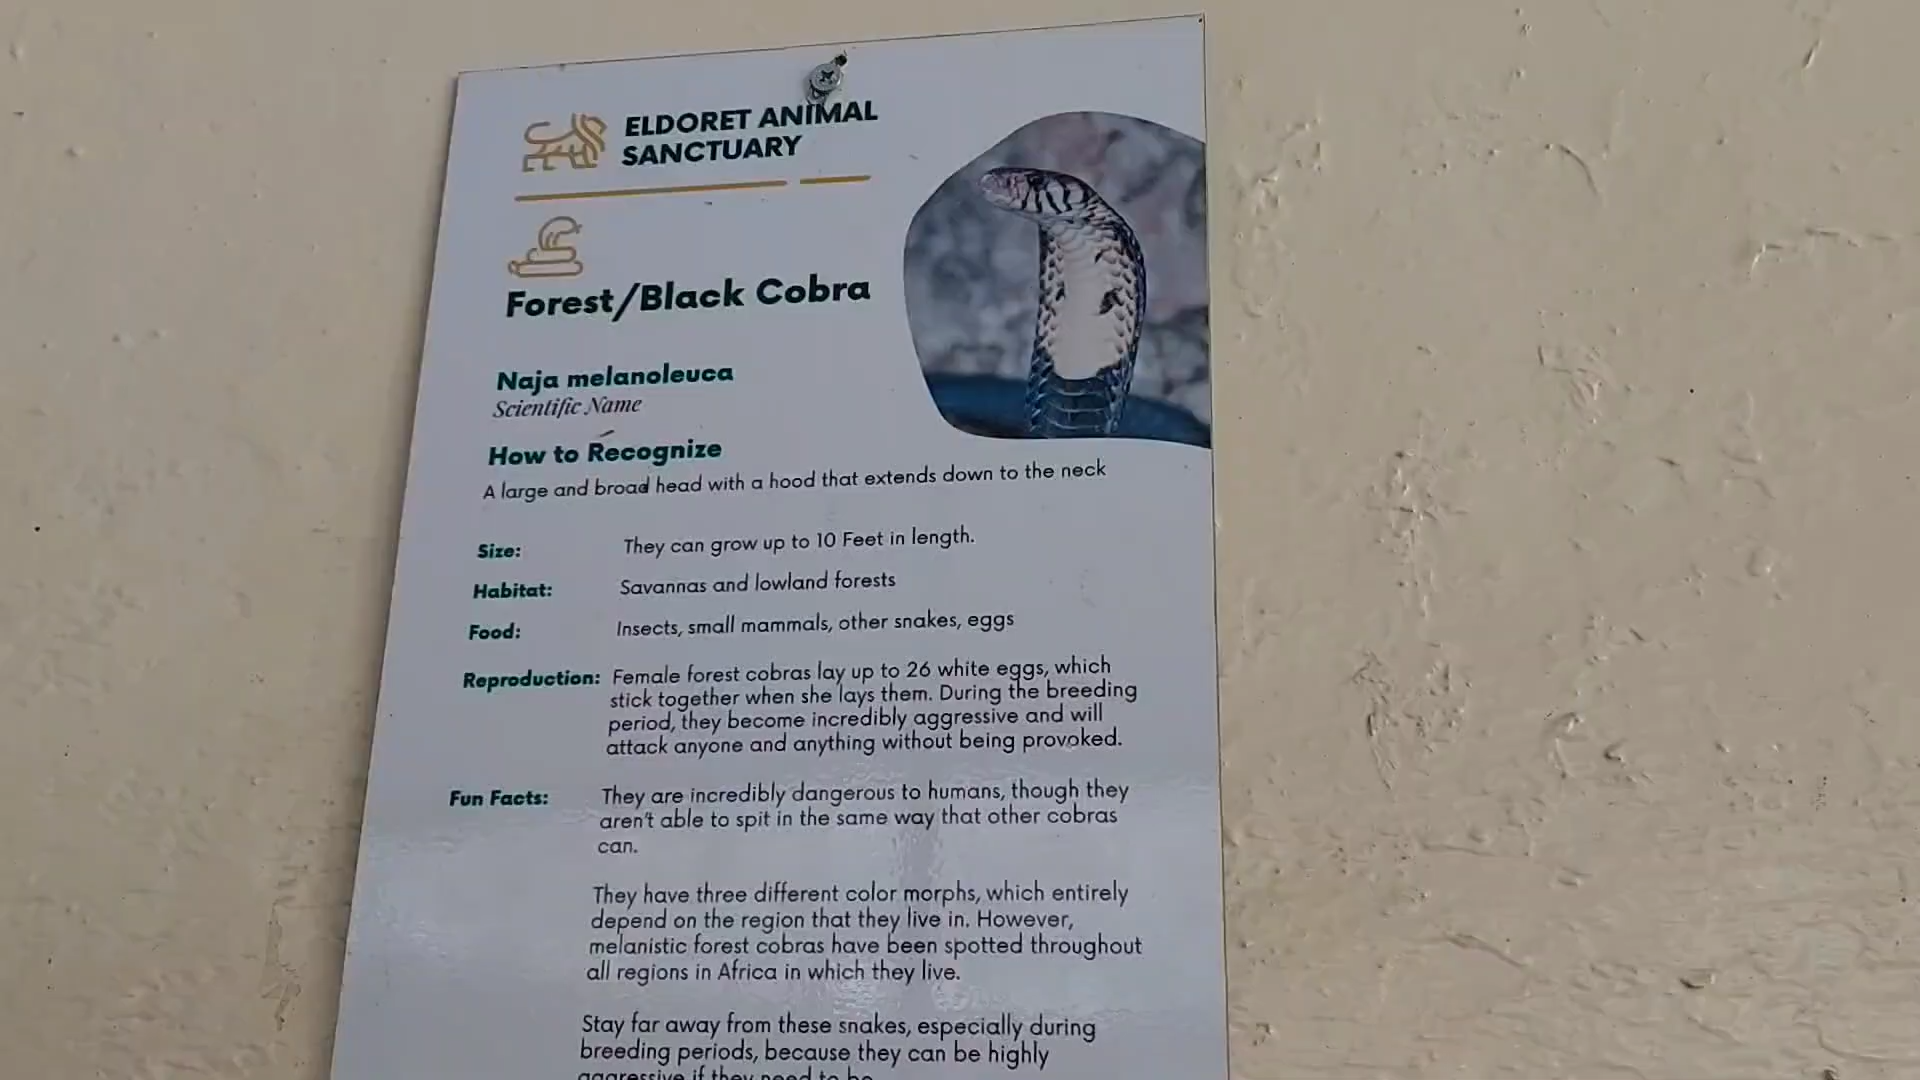 ELDORET ANIMAL
SANCTUARY
Forest/Black Cobra
Naja melanoleuca
Scientific Name
How to Recognize
A large and broad head with a hood that extends down to the neck
Size: They can grow up to 10 Feet in length.
Habitat: Savannas and lowland forests
Food: Insects, small mammals, other snakes, eggs
Reproduction: Female forest cobras lay up to 26 white eggs, which
stick together when she lays them. During the breeding
period, they become incredibly aggressive and will
attack anyone and anything without being provoked.
Fun Facts: They are incredibly dangerous to humans, though they
aren't able to spit in the same way that other cobras
can.
They have three different color morphs, which entirely
depend on the region that they live in. However,
melanistic forest cobras have been spotted throughout
all regions in Africa in which they live.
Stay far away from these snakes, especially during
breeding periods, because they can be highly
aggressive if they need to be